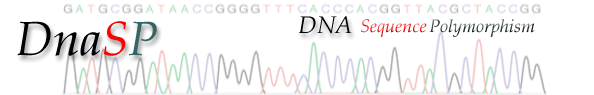 GATGCGGATAACCGGGGTTTCACCCACGGTTACGCTACCGG
DnaSP
DNA Sequence Polymorphism